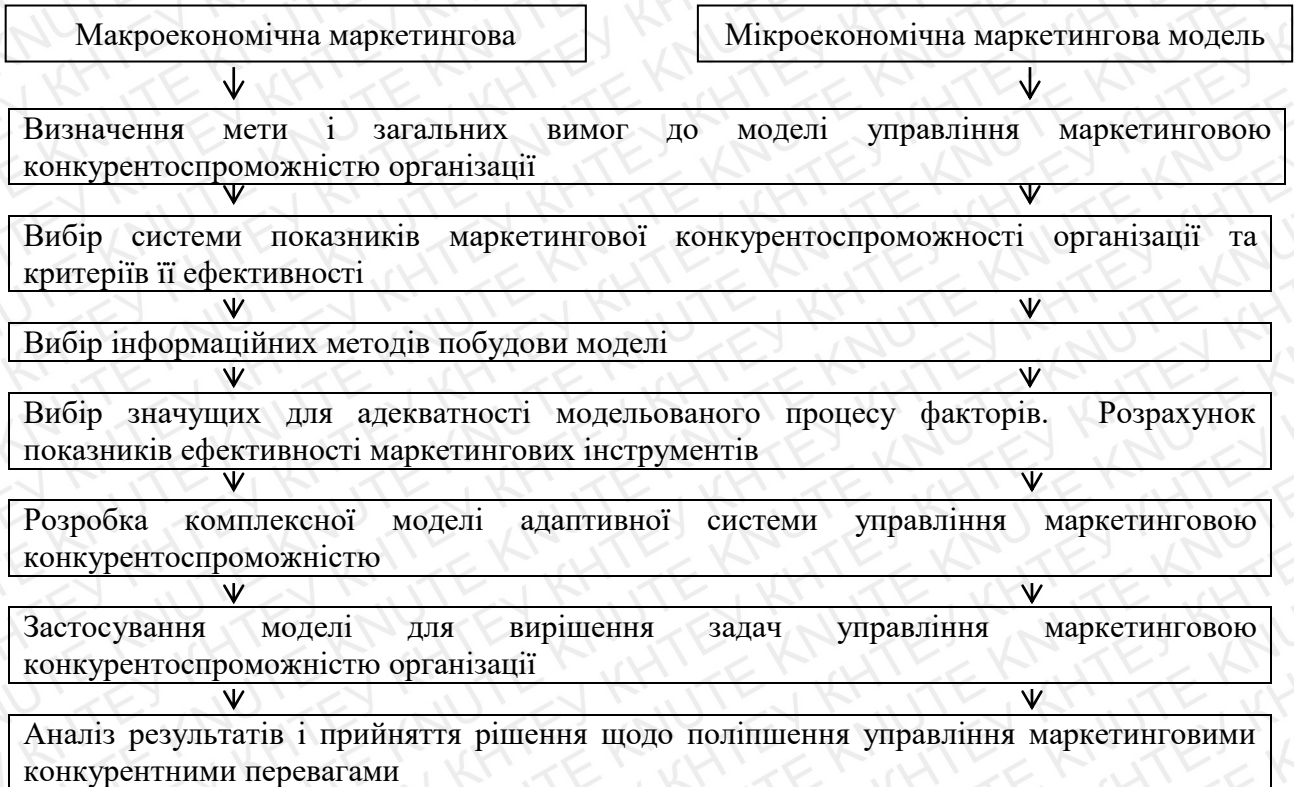 Макроекономічна маркетингова
Мікроекономічна маркетингова модель
Визначення мети і загальних вимог до моделі управління маркетинговою
конкурентоспроможністю організації
Вибір системи показників маркетингової конкурентоспроможності організації та
критеріїв її ефективності
Вибір інформаційних методів побудови моделі
Вибір значущих для адекватності модельованого процесу факторів. Розрахунок
показників ефективності маркетингових інструментів
Розробка комплексної моделі адаптивної системи управління маркетинговою
конкурентоспроможністю
Застосування моделі для вирішення задач управління маркетинговою
конкурентоспроможністю організації
Аналіз результатів і прийняття рішення щодо поліпшення управління маркетинговими
конкурентними перевагами